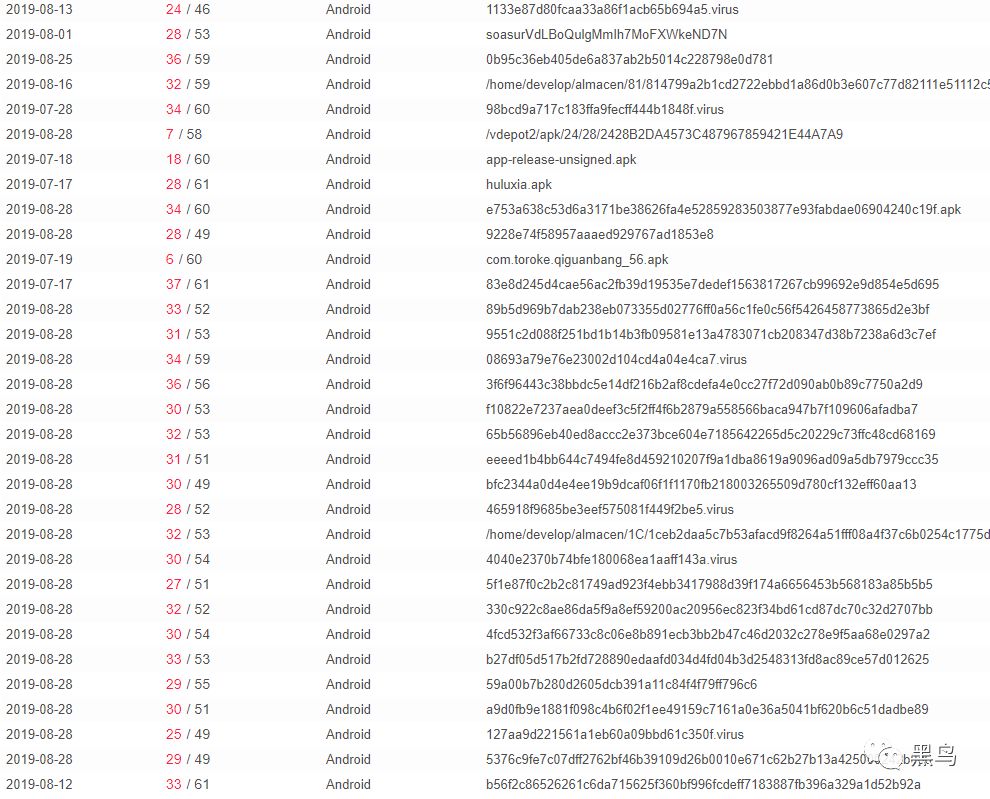 2019-08-13 24 / 46 Android 1133e87d80fcaa33a86f1acb65b694a5.virus
2019-08-01 28 / 53 Android soasurVdLBoQulgMmIh7MoFXWkeND7N
2019-08-25 36 / 59 Android 0b95c36eb405de6a837ab2b5014c228798e0d781
2019-08-16 32 / 59 Android /home/develop/almacen/81/814799a2b1cd2722ebbd1a86d0b3e607c77d82111e51112c5
2019-07-28 34 / 60 Android 98bcd9a717c183ffa9fecff444b1848f.virus
2019-08-28 7 / 58 Android /vdepot2/apk/24/28/2428B2DA4573C487967859421E44A7A9
2019-07-18 18 / 60 Android app-release-unsigned.apk
2019-07-17 28 / 61 Android huluxia.apk
2019-08-28 34 / 60 Android e753a638c53d6a3171be38626fa4e52859283503877e93fabdae06904240c19f.apk
2019-08-28 28 / 49 Android 9228e74f58957aaaed929767ad1853e8
2019-07-19 6 / 60 Android com.toroke.qiguanbang_56.apk
2019-07-17 37 / 61 Android 83e8d245d4cae56ac2fb39d19535e7dedef1563817267cb99692e9d854e5d695
2019-08-28 33 / 52 Android 89b5d969b7dab238eb073355d02776ff0a56c1fe0c56f5426458773865d2e3bf
2019-08-28 31 / 53 Android 9551c2d088f251bd1b14b3fb09581e13a4783071cb208347d38b7238a6d3c7ef
2019-08-28 34 / 59 Android 08693a79e76e23002d104cd4a04e4ca7.virus
2019-08-28 36 / 56 Android 3f6f96443c38bbdc5e14df216b2af8cdefa4e0cc27f72d090ab0b89c7750a2d9
2019-08-28 30 / 53 Android f10822e7237aea0deef3c5f2ff4f6b2879a558566baca947b7f109606afadba7
2019-08-28 32 / 53 Android 65b56896eb40ed8accc2e373bce604e7185642265d5c20229c73ffc48cd68169
2019-08-28 31 / 51 Android eeeed1b4bb644c7494fe8d459210207f9a1dba8619a9096ad09a5db7979ccc35
2019-08-28 30 / 49 Android bfc2344a0d4e4ee19b9dcaf06f1f1170fb218003265509d780cf132eff60aa13
2019-08-28 28 / 52 Android 465918f9685be3eef575081f449f2be5.virus
2019-08-28 32 / 53 Android /home/develop/almacen/1C/1ceb2daa5c7b53afacd9f8264a51fff08a4f37c6b0254c1775d
2019-08-28 30 / 54 Android 4040e2370b74bfe180068ea1aaff143a.virus
2019-08-28 27 / 51 Android 5f1e87f0c2b2c81749ad923f4ebb3417988d39f174a6656453b568183a85b5b5
2019-08-28 32 / 52 Android 330c922c8ae86da5f9a8ef59200ac20956ec823f34bd61cd87dc70c32d2707bb
2019-08-28 30 / 54 Android 4fcd532f3af66733c8c06e8b891ecb3bb2b47c46d2032c278e9f5aa68e0297a2
2019-08-28 33 / 53 Android b27df05d517b2fd728890edaafd034d4fd04b3d2548313fd8ac89ce57d012625
2019-08-28 29 / 55 Android 59a00b7b280d2605dcb391a11c84f4f79ff796c6
2019-08-28 30 / 51 Android a9d0fb9e1881f098c4b6f02f1ee49159c7161a0e36a5041bf620b6c51dadbe89
2019-08-28 25 / 49 Android 127aa9d221561a1eb60a09bbd61c350f.virus
2019-08-28 29 / 49 Android
黑鸟
2019-08-12 33 / 61 Android b56f2c86526261c6da715625f360bf996fcdeff7183887fb396a329a1d52b92a